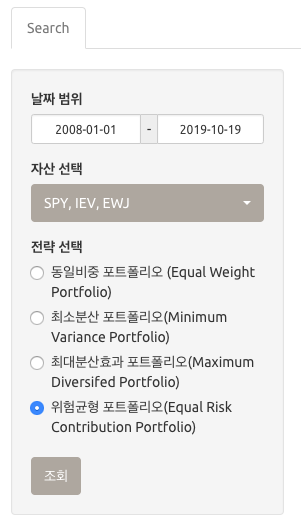 Search
날짜 범위
2008-01-01 - 2019-10-19
자산 선택
SPY, IEV, EWJ
전략 선택
동일비중 포트폴리오 (Equal Weight
Portfolio)
최소분산 포트폴리오(Minimum
Variance Portfolio)
최대분산효과 포트폴리오(Maximum
Diversifed Portfolio)
위험균형 포트폴리오(Equal Risk
Contribution Portfolio)
조회